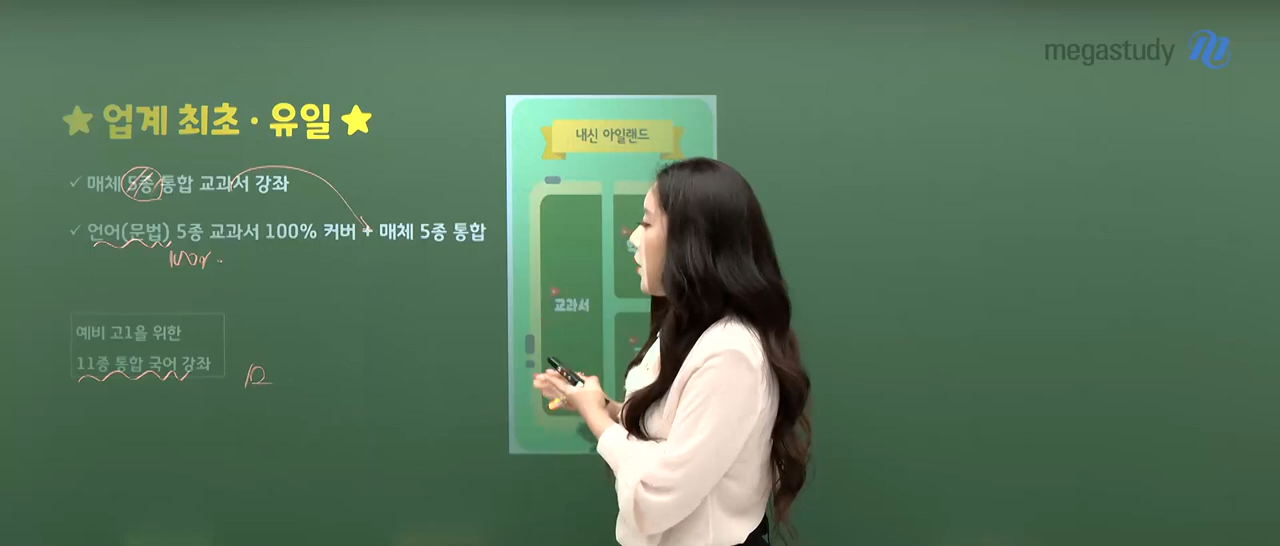 megastudy
업계 최초·유일
매체 5종 통합 교과서 강좌
언어(문법) 5종 교과서 100% 커버 + 매체 5종 통합
예비 고1을 위한
11종 통합 국어 강좌
내신 아일랜드
교과서